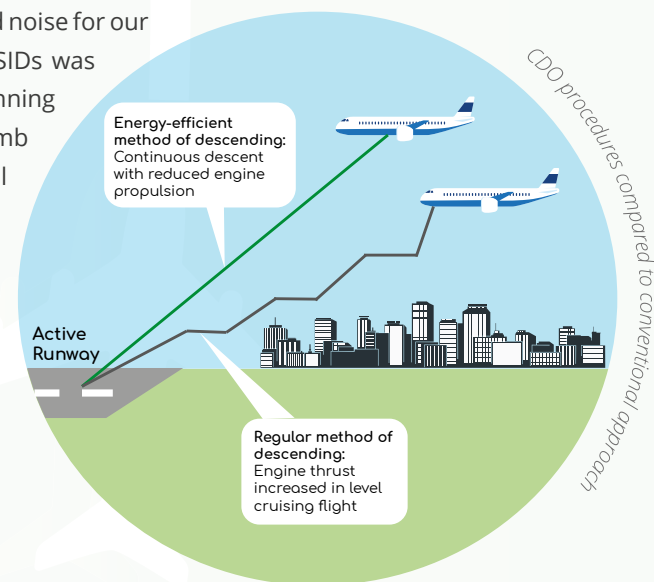 d noise for our
SIDs was
nning
mb
l
Energy-efficient
method of descending:
Continuous descent
with reduced engine
propulsion
CDO procedures compared to conventional approach
Active
Runway
Regular method of
descending:
Engine thrust
increased in level
cruising flight